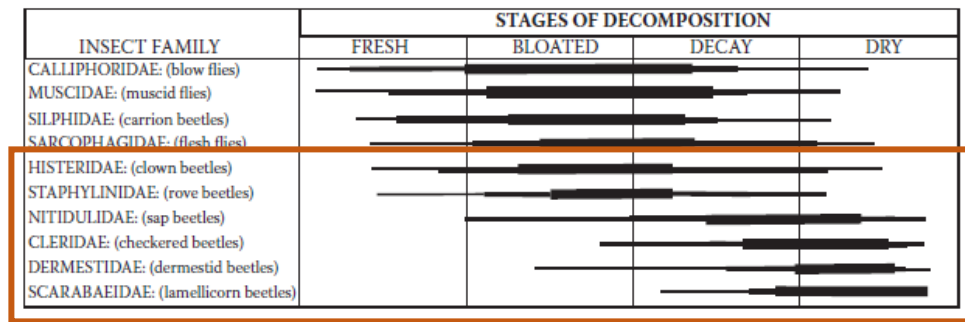 STAGES OF DECOMPOSITION
INSECT FAMILY FRESH BLOATED DECAY DRY
CALLIPHORIDAE: (blow flies)
MUSCIDAE: (muscid flies)
SILPHIDAE: (carrion beetles)
SARCOPHAGIDAE: (flesh flies)
HISTERIDAE: (clown beetles)
STAPHYLINIDAE: (rove beetles)
NITIDULIDAE: (sap beetles)
CLERIDAE: (checkered beetles)
DERMESTIDAE: (dermestid beetles)
SCARABAEIDAE: (lamellicorn beetles)